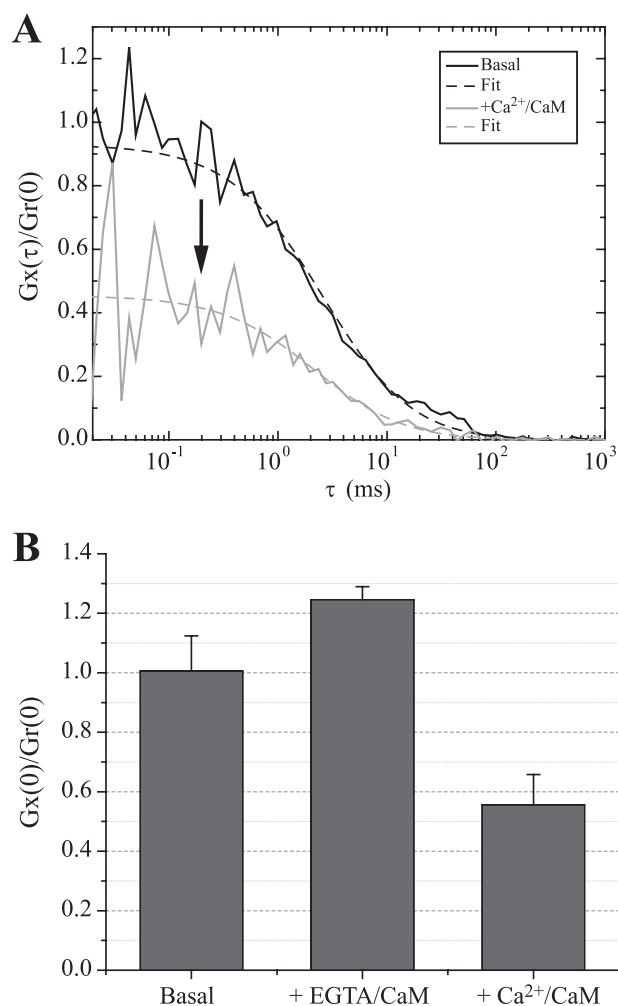 A
Gx(τ)/Gr(0)
1.2
1.0
0.8
0.6
0.4
0.2
0.0
Basal
Fit
+Ca²⁺/CaM
Fit
10⁻¹ 10⁰ 10¹ 10² 10³
τ (ms)
B
Gx(0)/Gr(0)
1.4
1.2
1.0
0.8
0.6
0.4
0.2
0.0
Basal + EGTA/CaM + Ca²⁺/CaM